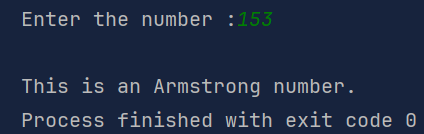 Enter the number :153
This is an Armstrong number.
Process finished with exit code 0